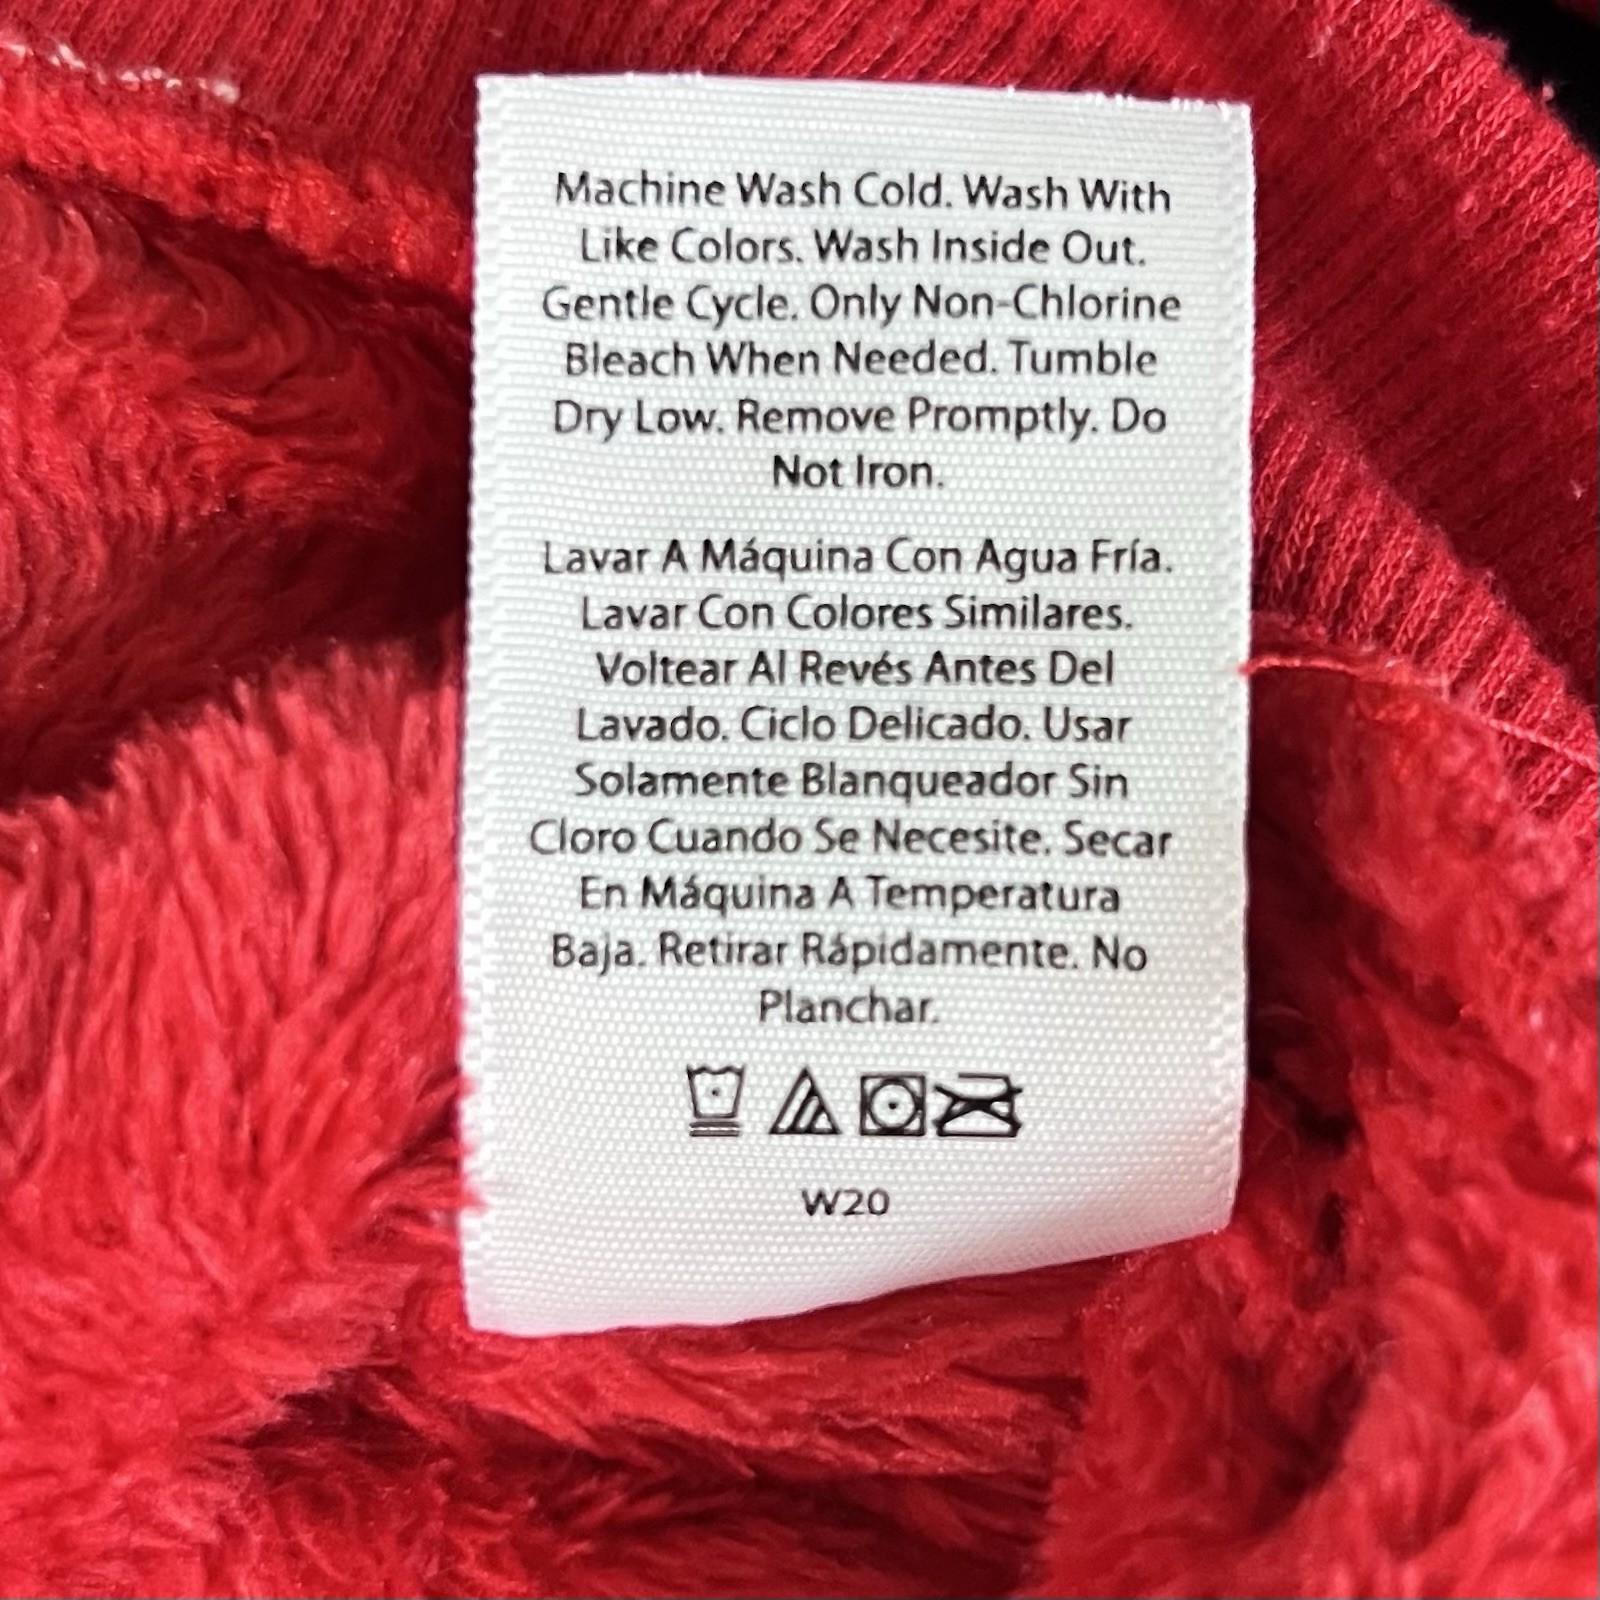 Machine Wash Cold. Wash With
Like Colors. Wash Inside Out.
Gentle Cycle. Only Non-Chlorine
Bleach When Needed. Tumble
Dry Low. Remove Promptly. Do
Not Iron.
Lavar A Máquina Con Agua Fría.
Lavar Con Colores Similares.
Voltear Al Revés Antes Del
Lavado. Ciclo Delicado. Usar
Solamente Blanqueador Sin
Cloro Cuando Se Necesite. Secar
En Máquina A Temperatura
Baja. Retirar Rápidamente. No
Planchar.
W20